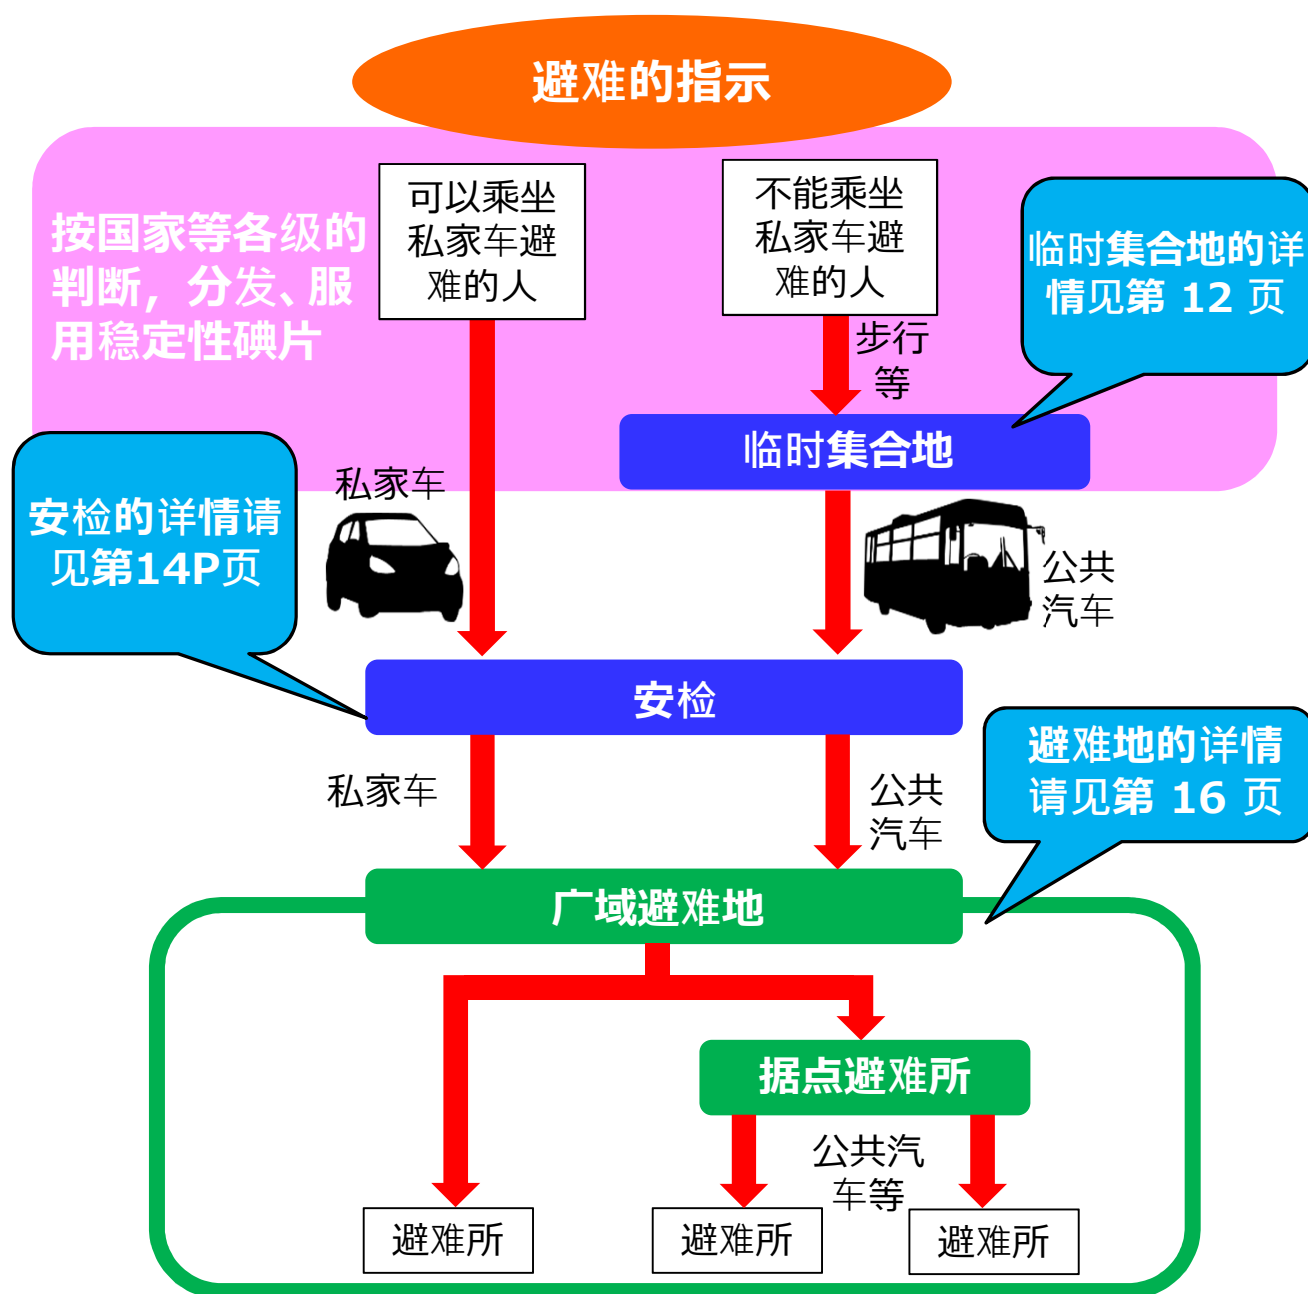 避难的指示
按国家等各级的
判断，分发、服
用稳定性碘片
可以乘坐
私家车避
难的人
不能乘坐
私家车避
难的人
临时集合地的详
情见第 12 页
步行
等
临时集合地
私家车
安检的详情请
见第14P页
公共
汽车
安检
私家车
公共
汽车
避难地的详情
请见第 16 页
广域避难地
据点避难所
公共汽
车等
避难所
避难所
避难所